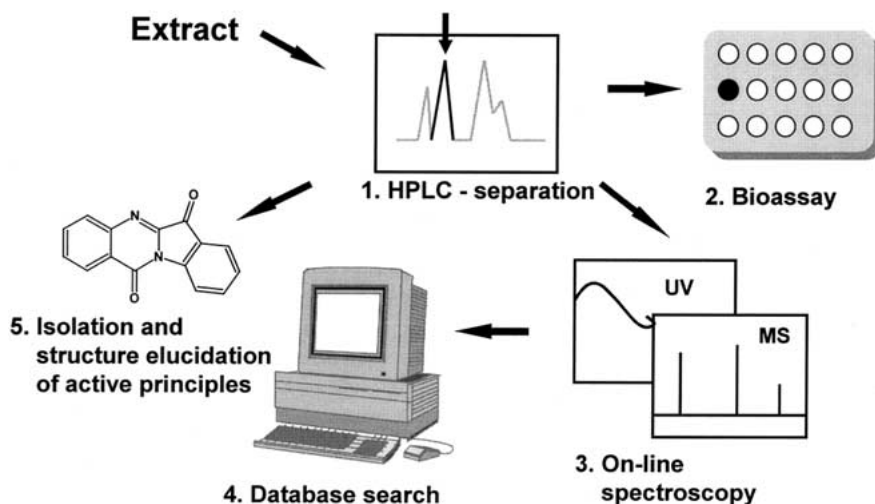 Extract
1. HPLC - separation
2. Bioassay
UV
MS
3. On-line
spectroscopy
4. Database search
5. Isolation and
structure elucidation
of active principles
O
N
N
O